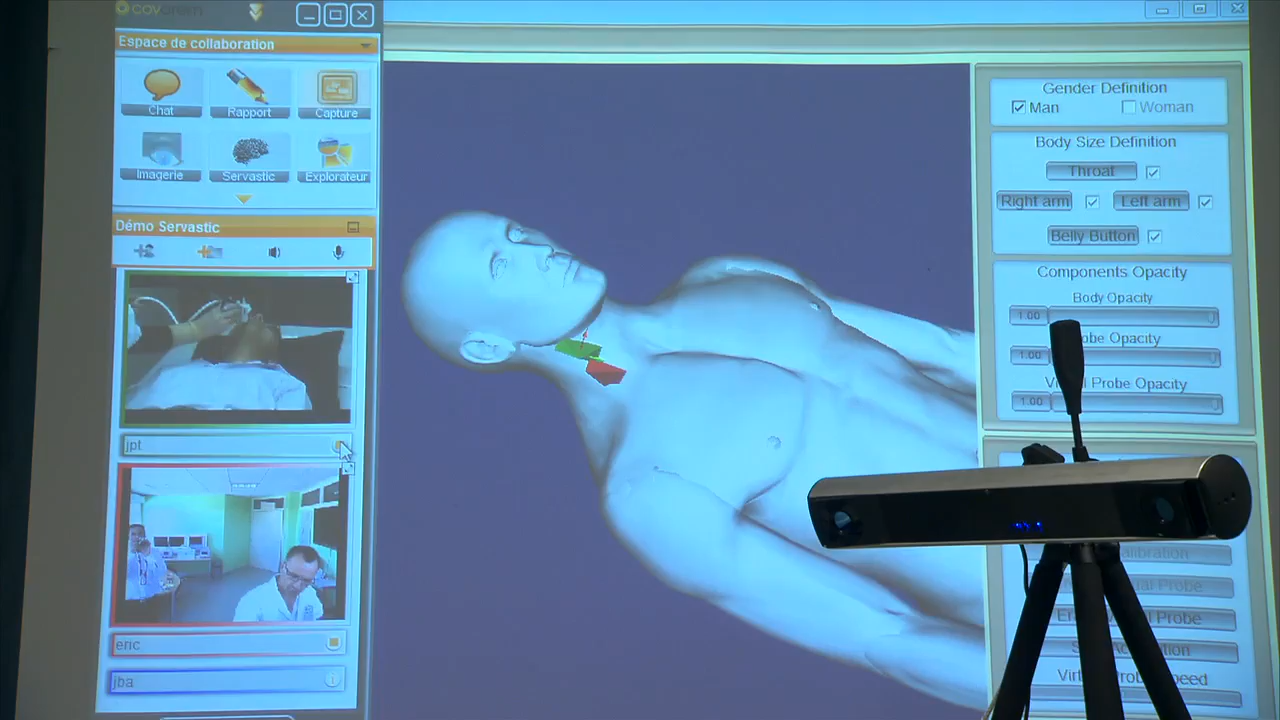 covalem
Espace de collaboration
Chat
Rapport
Capture
Imagerie
Servastic
Explorateur
Démo Servastic
jpt
eric
jba
Gender Definition
Man
Woman
Body Size Definition
Throat
Right arm
Left arm
Belly Button
Components Opacity
Body Opacity
1.00
Opacity
1.00
Probe Opacity
1.00
Probe